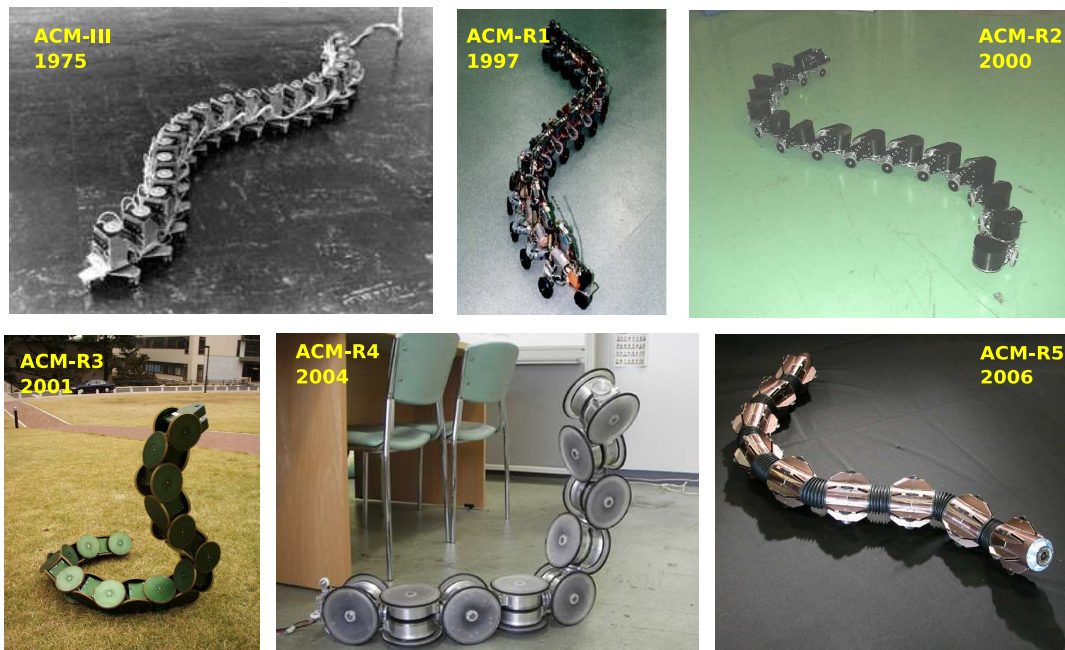 ACM-III
1975
ACM-R1
1997
ACM-R2
2000
ACM-R3
2001
ACM-R4
2004
ACM-R5
2006